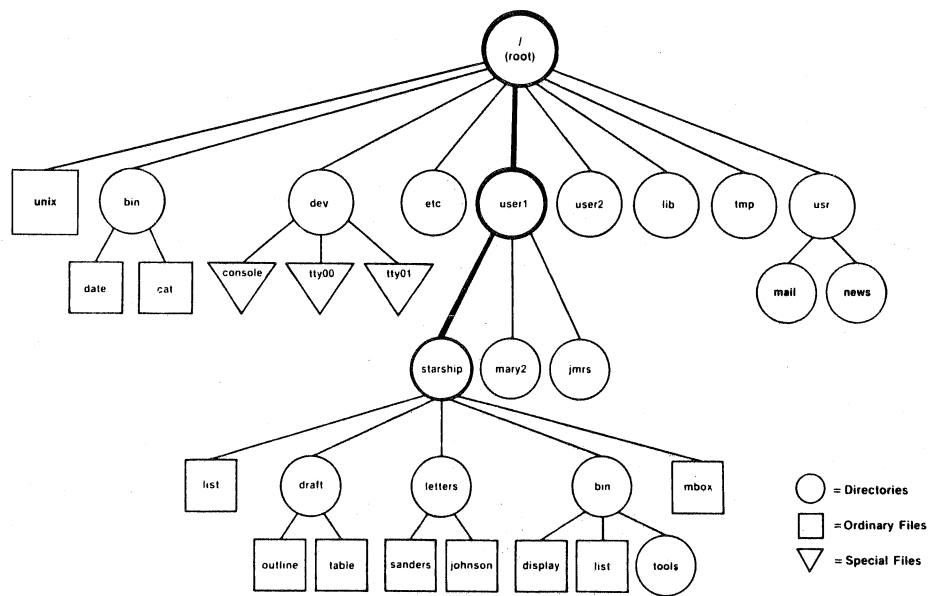 /
(root)
unix
bin
dev
etc
user1
user2
lib
tmp
usr
date
cat
console
tty00
tty01
mail
news
starship
mary2
jmrs
list
draft
letters
bin
mbox
outline
table
sanders
johnson
display
list
tools
= Directories
= Ordinary Files
= Special Files